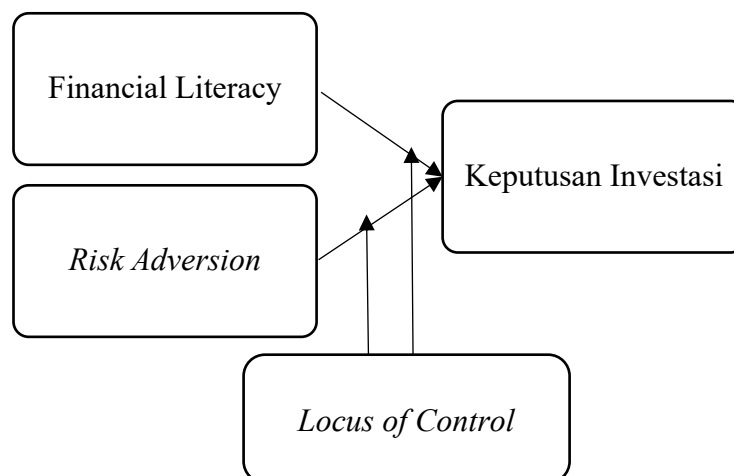 Financial Literacy
Keputusan Investasi
Risk Adversion
Locus of Control